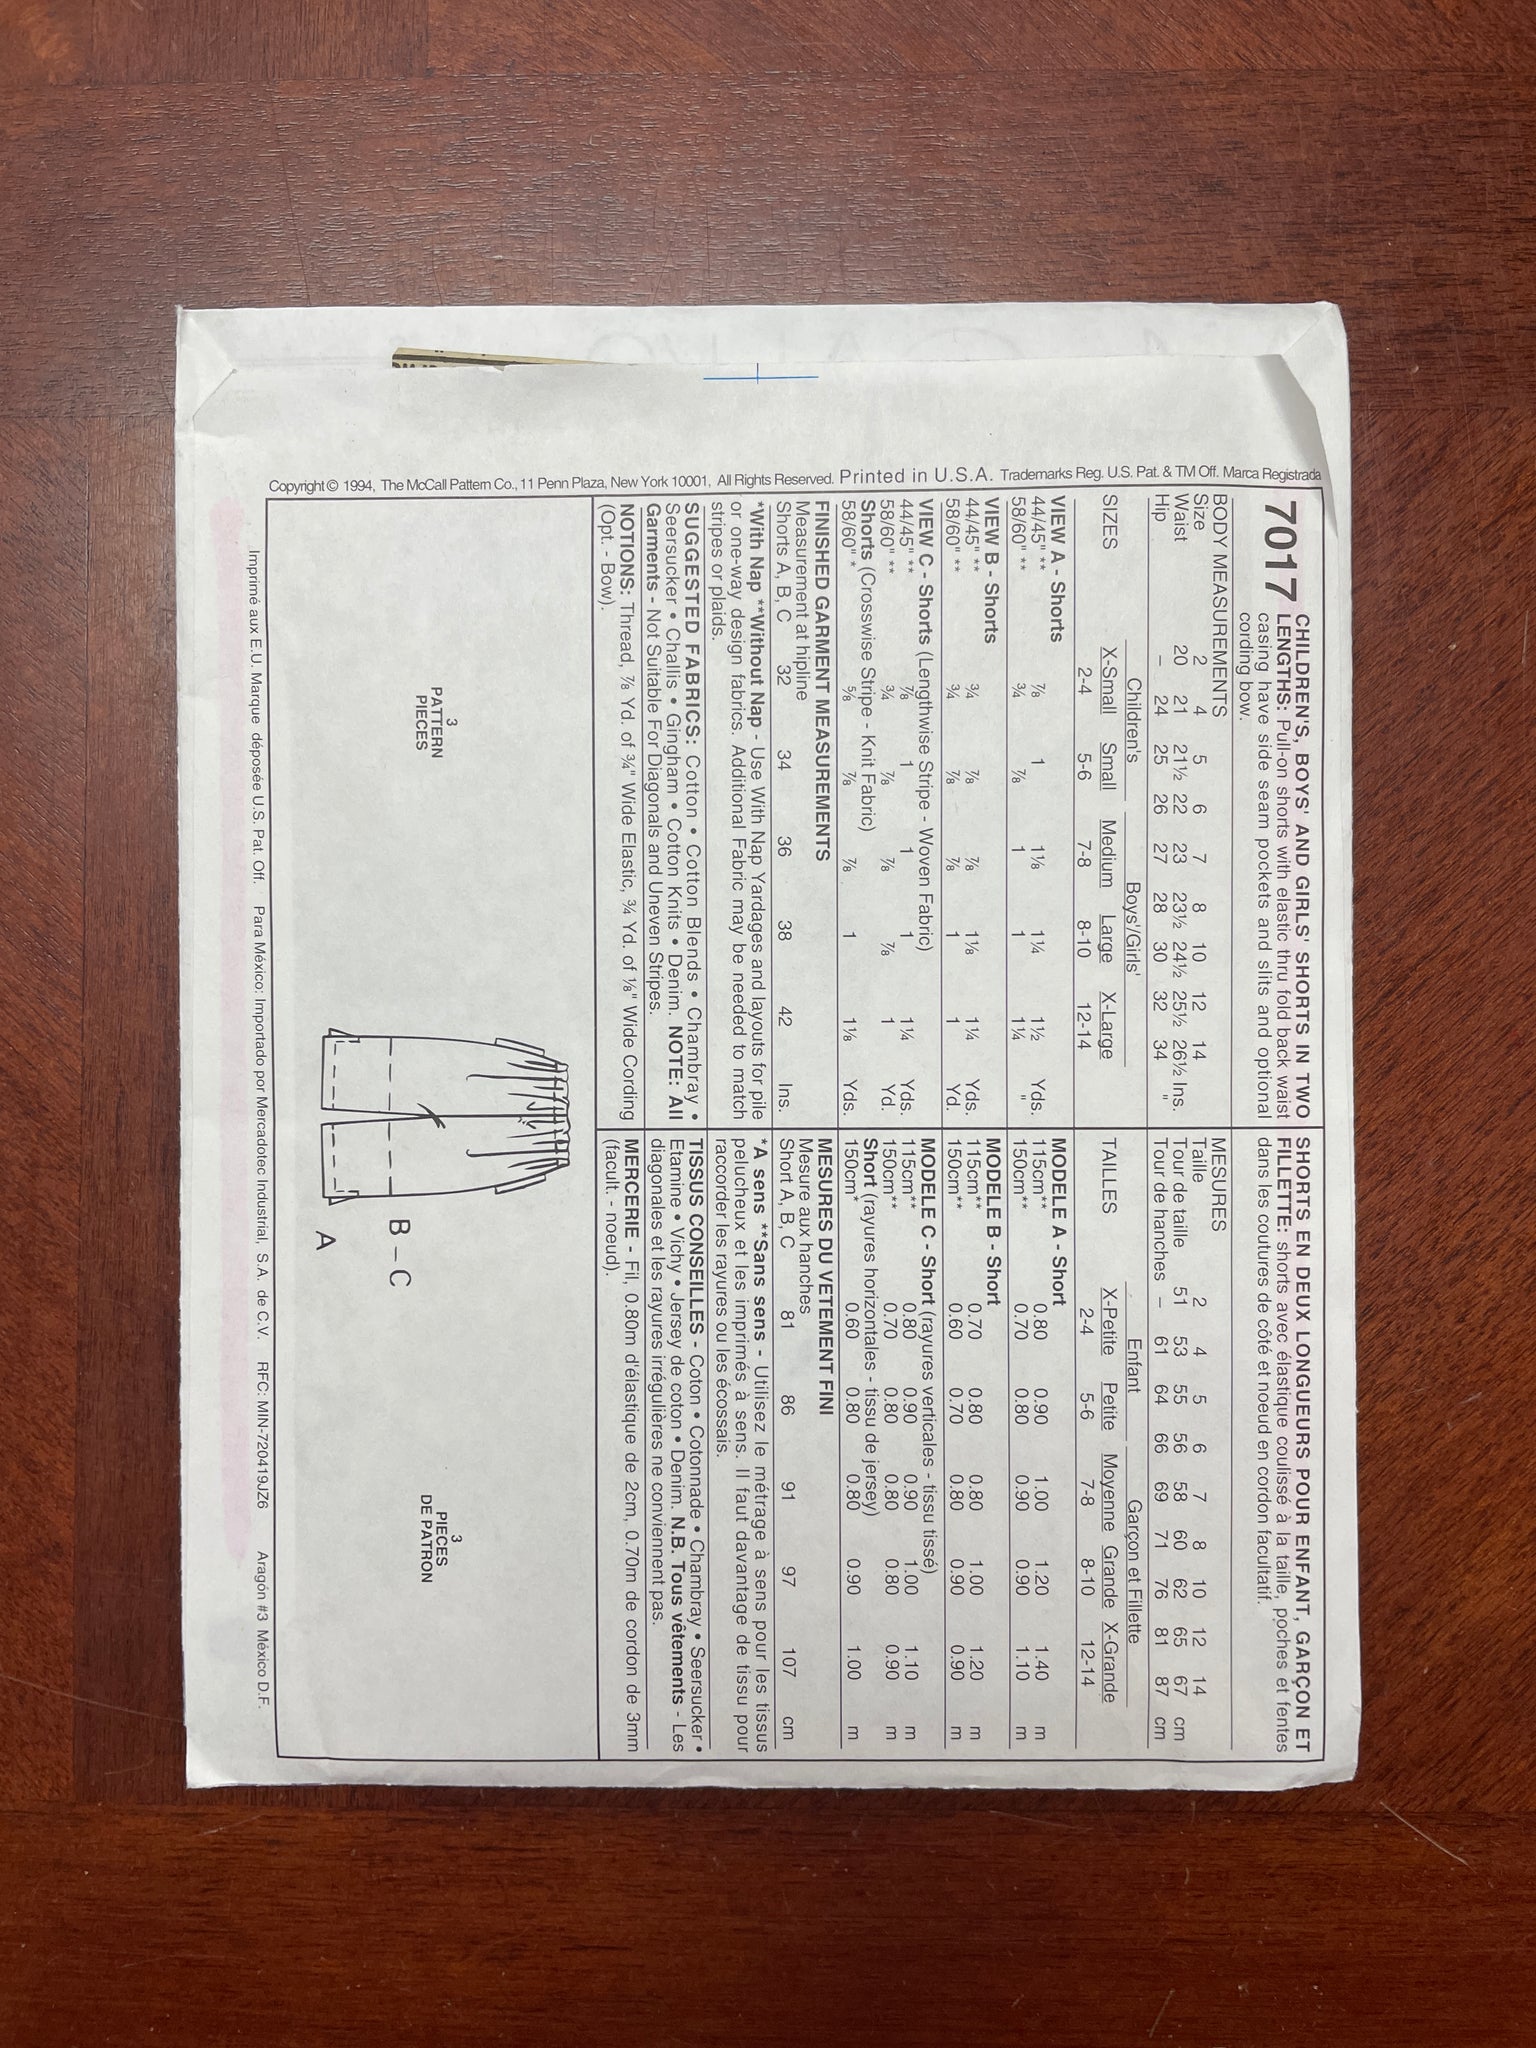 Copyright © 1994, The McCall Pattern Co., 11 Penn Plaza, New York 10001, All Rights Reserved. Printed in U.S.A. Trademarks Reg. U.S. Pat. & TM Off. Marca Registrada
7017 CHILDREN'S, BOYS' AND GIRLS' SHORTS IN TWO
LENGTHS: Pull-on shorts with elastic thru fold back waist
casing have side seam pockets and slits and optional
cording bow.
BODY MEASUREMENTS
Size 2 4 5 6 7 8 10 12 14
Waist 20 21 21½ 22 23 23½ 24½ 25½ 26½ Ins.
Hip – 24 25 26 27 28 30 32 34 "
Children's Boys'/Girls'
SIZES X-Small Small Medium Large X-Large
2-4 5-6 7-8 8-10 12-14
VIEW A - Shorts
44/45" ** ⅞ 1 1⅛ 1¼ 1½ Yds.
58/60" ** ¾ ⅞ 1 1 1¼ "
VIEW B - Shorts
44/45" ** ¾ ⅞ ⅞ 1⅛ 1¼ Yds.
58/60" ** ¾ ⅞ ⅞ 1 1 Yd.
VIEW C - Shorts (Lengthwise Stripe - Woven Fabric)
44/45" ** ⅞ 1 1 1 1¼ Yds.
58/60" ** ¾ ⅞ ⅞ ⅞ 1 Yd.
Shorts (Crosswise Stripe - Knit Fabric)
58/60" * ⅝ ⅞ ⅞ 1 1⅛ Yds.
FINISHED GARMENT MEASUREMENTS
Measurement at hipline
Shorts A, B, C 32 34 36 38 42 Ins.
*With Nap **Without Nap - Use With Nap Yardages and layouts for pile
or one-way design fabrics. Additional Fabric may be needed to match
stripes or plaids.
SUGGESTED FABRICS: Cotton • Cotton Blends • Chambray •
Seersucker • Challis • Gingham • Cotton Knits • Denim. NOTE: All
Garments - Not Suitable For Diagonals and Uneven Stripes.
NOTIONS: Thread, ⅞ Yd. of ¾" Wide Elastic, ¾ Yd. of ⅛" Wide Cording
(Opt. - Bow).
SHORTS EN DEUX LONGUEURS POUR ENFANT, GARÇON ET
FILLETTE: shorts avec élastique coulissé à la taille, poches et fentes
dans les coutures de côté et noeud en cordon facultatif.
MESURES
Taille 2 4 5 6 7 8 10 12 14
Tour de taille 51 53 55 56 58 60 62 65 67 cm
Tour de hanches – 61 64 66 69 71 76 81 87 cm
Enfant Garçon et Fillette
TAILLES X-Petite Petite Moyenne Grande X-Grande
2-4 5-6 7-8 8-10 12-14
MODELE A - Short
115cm** 0.80 0.90 1.00 1.20 1.40 m
150cm** 0.70 0.80 0.90 0.90 1.10 m
MODELE B - Short
115cm** 0.70 0.80 0.80 1.00 1.20 m
150cm** 0.60 0.70 0.80 0.90 0.90 m
MODELE C - Short (rayures verticales - tissu tissé)
115cm** 0.80 0.90 0.90 1.00 1.10 m
150cm** 0.70 0.80 0.80 0.80 0.90 m
Short (rayures horizontales - tissu de jersey)
150cm* 0.60 0.80 0.80 0.90 1.00 m
MESURES DU VETEMENT FINI
Mesure aux hanches
Short A, B, C 81 86 91 97 107 cm
*A sens **Sans sens - Utilisez le métrage à sens pour les tissus
pelucheux et les imprimés à sens. Il faut davantage de tissu pour
raccorder les rayures ou les écossais.
TISSUS CONSEILLES - Coton • Cotonnade • Chambray • Seersucker •
Etamine • Vichy • Jersey de coton • Denim. N.B. Tous vêtements - Les
diagonales et les rayures irrégulières ne conviennent pas.
MERCERIE - Fil, 0.80m d'élastique de 2cm, 0.70m de cordon de 3mm
(facult. - noeud).
3
PATTERN
PIECES
B – C
A
3
PIECES
DE PATRON
Imprimé aux E.U. Marque déposée U.S. Pat. Off. Para México: Importado por Mercadotec Industrial, S.A. de C.V. RFC: MIN-720419JZ6 Aragón #3 México D.F.